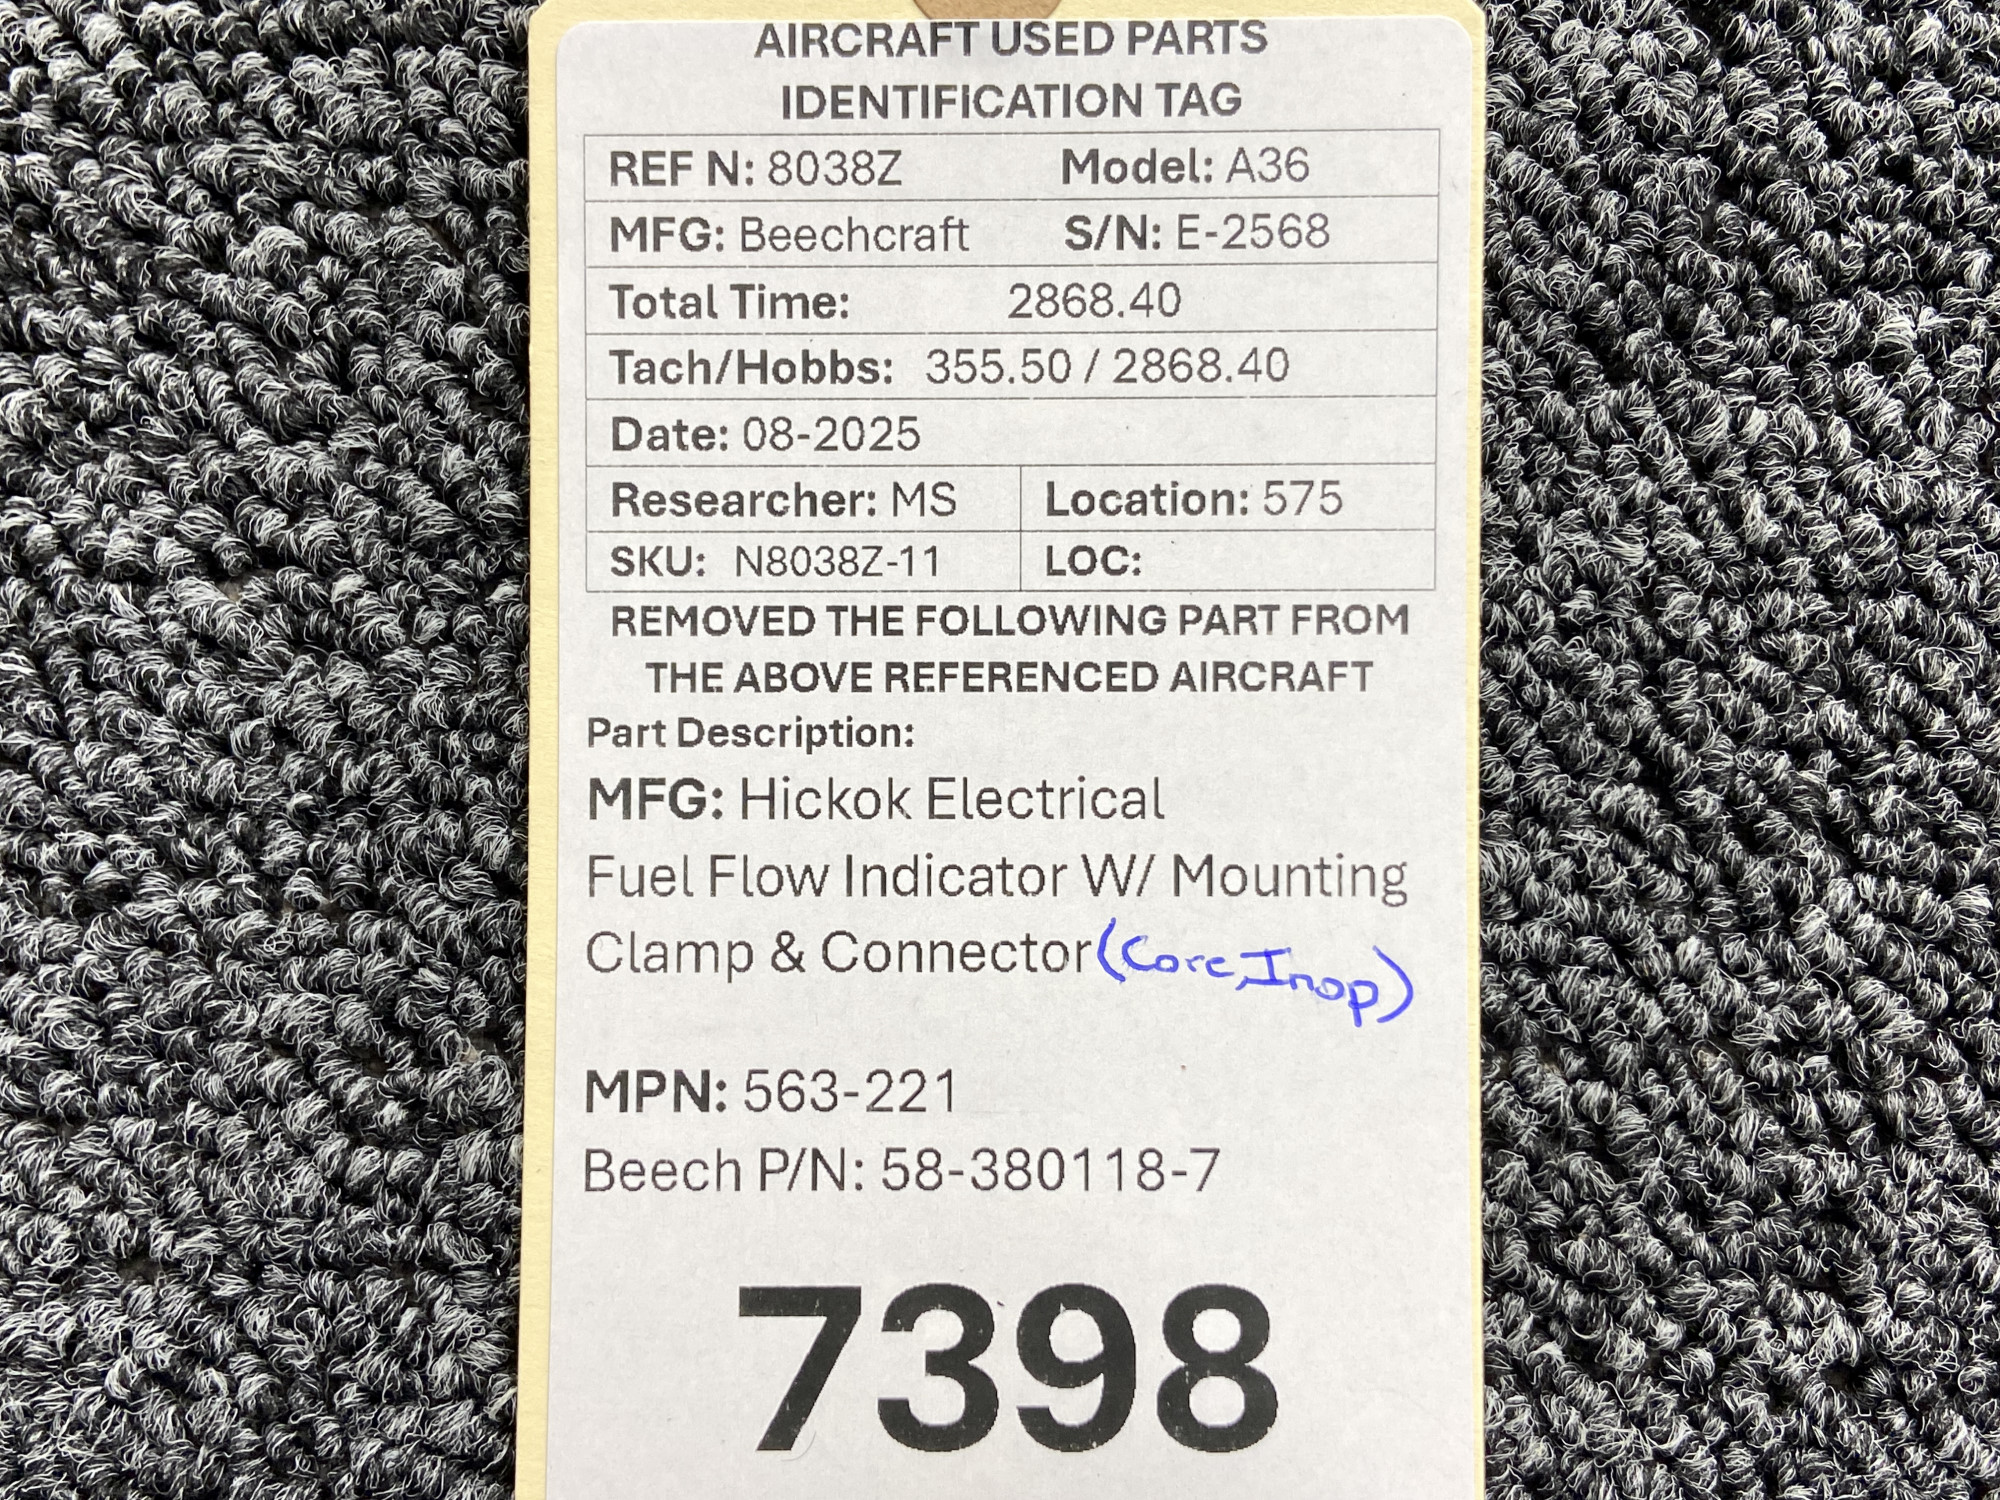 AIRCRAFT USED PARTS
IDENTIFICATION TAG
REF N: 8038Z Model: A36
MFG: Beechcraft S/N: E-2568
Total Time: 2868.40
Tach/Hobbs: 355.50 / 2868.40
Date: 08-2025
Researcher: MS Location: 575
SKU: N8038Z-11 LOC:
REMOVED THE FOLLOWING PART FROM
THE ABOVE REFERENCED AIRCRAFT
Part Description:
MFG: Hickok Electrical
Fuel Flow Indicator W/ Mounting
Clamp & Connector (Core, Inop)
MPN: 563-221
Beech P/N: 58-380118-7
7398